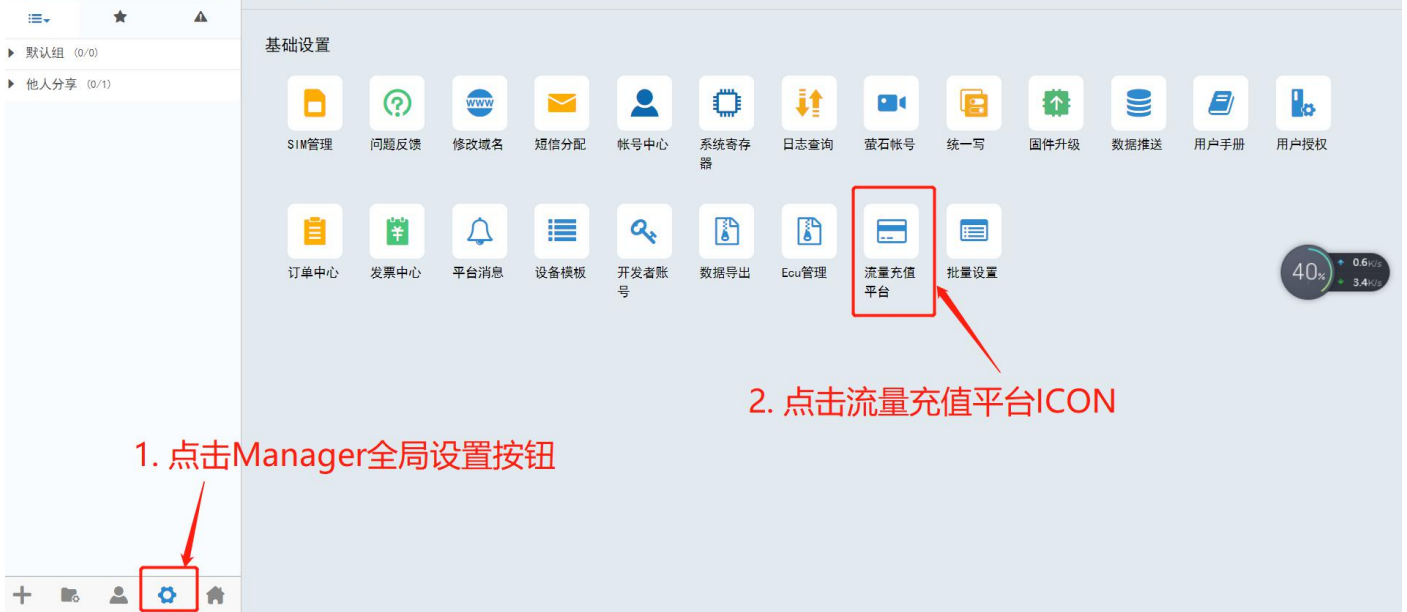 默认组 (0/0)
他人分享 (0/1)
基础设置
WWW
SIM管理 问题反馈 修改域名 短信分配 帐号中心 系统寄存 日志查询 萤石帐号 统一写 固件升级 数据推送 用户手册 用户授权
器
订单中心 发票中心 平台消息 设备模板 开发者账 数据导出 Ecu管理 流量充值 批量设置
号 平台
40% 0.6K/s
3.4K/s
2. 点击流量充值平台ICON
1. 点击Manager全局设置按钮